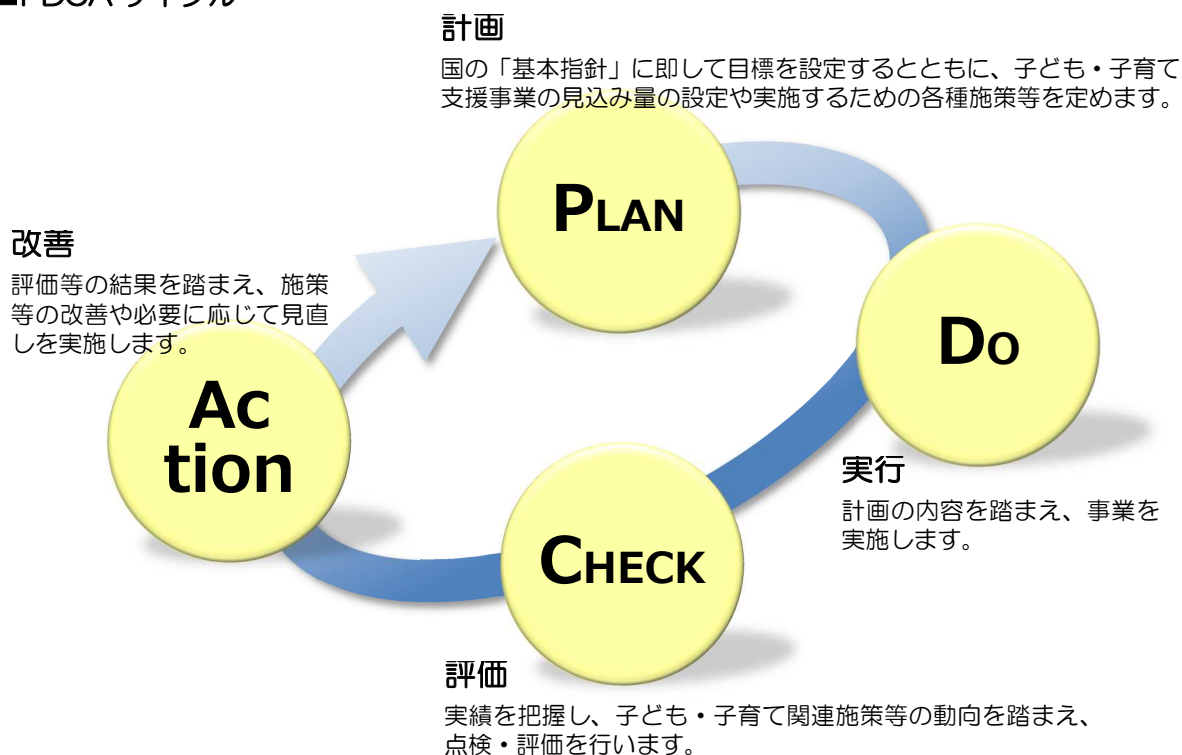 ■PDCAサイクル
計画
国の「基本指針」に即して目標を設定するとともに、子ども・子育て
支援事業の見込み量の設定や実施するための各種施策等を定めます。
PLAN
改善
評価等の結果を踏まえ、施策
等の改善や必要に応じて見直
しを実施します。
Do
Ac
tion
実行
計画の内容を踏まえ、事業を
実施します。
CHECK
評価
実績を把握し、子ども・子育て関連施策等の動向を踏まえ、
点検・評価を行います。